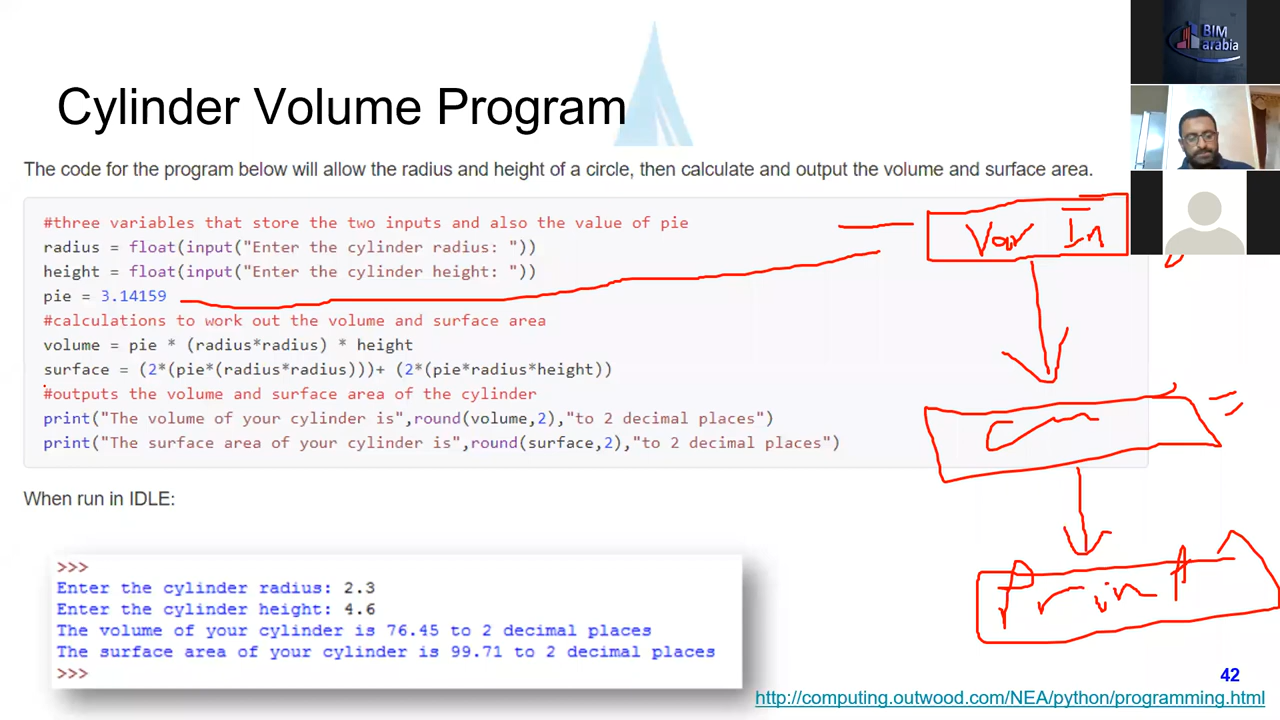 BIM
arabia
Cylinder Volume Program
The code for the program below will allow the radius and height of a circle, then calculate and output the volume and surface area.
#three variables that store the two inputs and also the value of pie
radius = float(input("Enter the cylinder radius: "))
height = float(input("Enter the cylinder height: "))
pie = 3.14159
#calculations to work out the volume and surface area
volume = pie * (radius*radius) * height
surface = (2*(pie*(radius*radius)))+ (2*(pie*radius*height))
#outputs the volume and surface area of the cylinder
print("The volume of your cylinder is",round(volume,2),"to 2 decimal places")
print("The surface area of your cylinder is",round(surface,2),"to 2 decimal places")
Var In
Print
When run in IDLE:
>>>
Enter the cylinder radius: 2.3
Enter the cylinder height: 4.6
The volume of your cylinder is 76.45 to 2 decimal places
The surface area of your cylinder is 99.71 to 2 decimal places
>>>
42
http://computing.outwood.com/NEA/python/programming.html